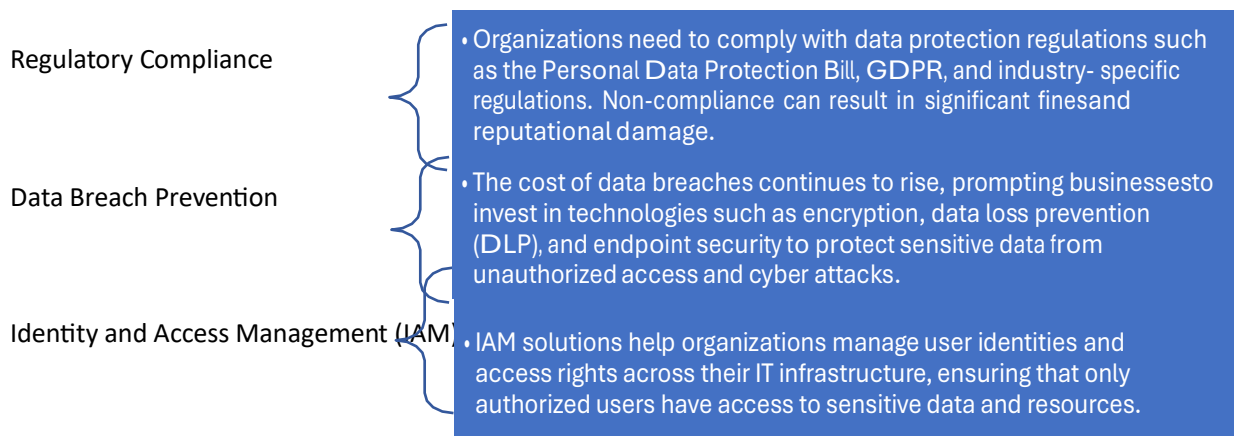 Regulatory Compliance
• Organizations need to comply with data protection regulations such
as the Personal Data Protection Bill, GDPR, and industry- specific
regulations. Non-compliance can result in significant finesand
reputational damage.
Data Breach Prevention
• The cost of data breaches continues to rise, prompting businessesto
invest in technologies such as encryption, data loss prevention
(DLP), and endpoint security to protect sensitive data from
unauthorized access and cyber attacks.
Identity and Access Management (IAM)
• IAM solutions help organizations manage user identities and
access rights across their IT infrastructure, ensuring that only
authorized users have access to sensitive data and resources.